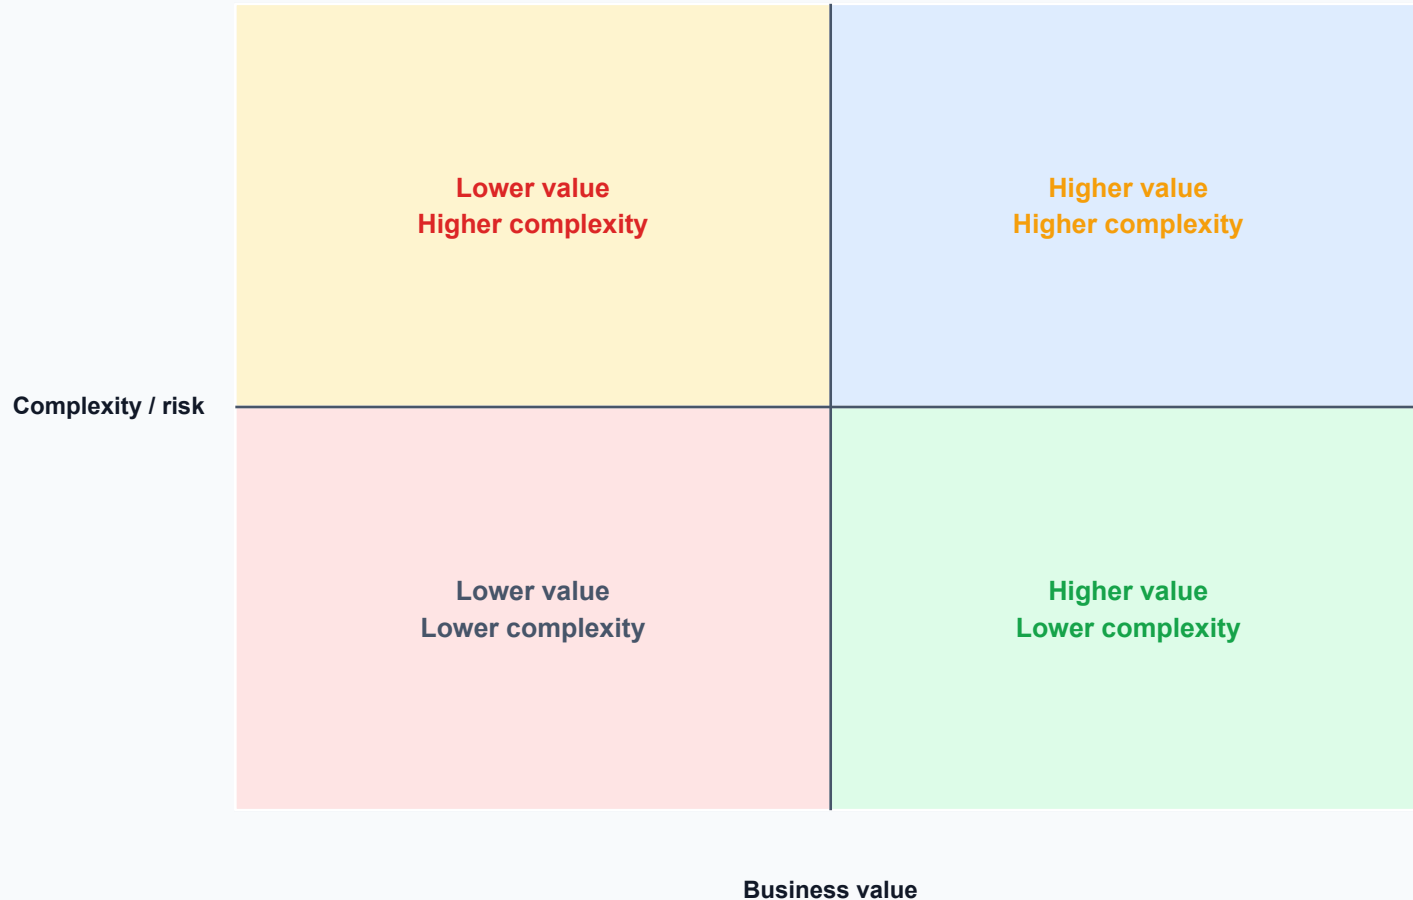 Lower value
Higher complexity
Higher value
Higher complexity
Complexity / risk
Lower value
Lower complexity
Higher value
Lower complexity
Business value